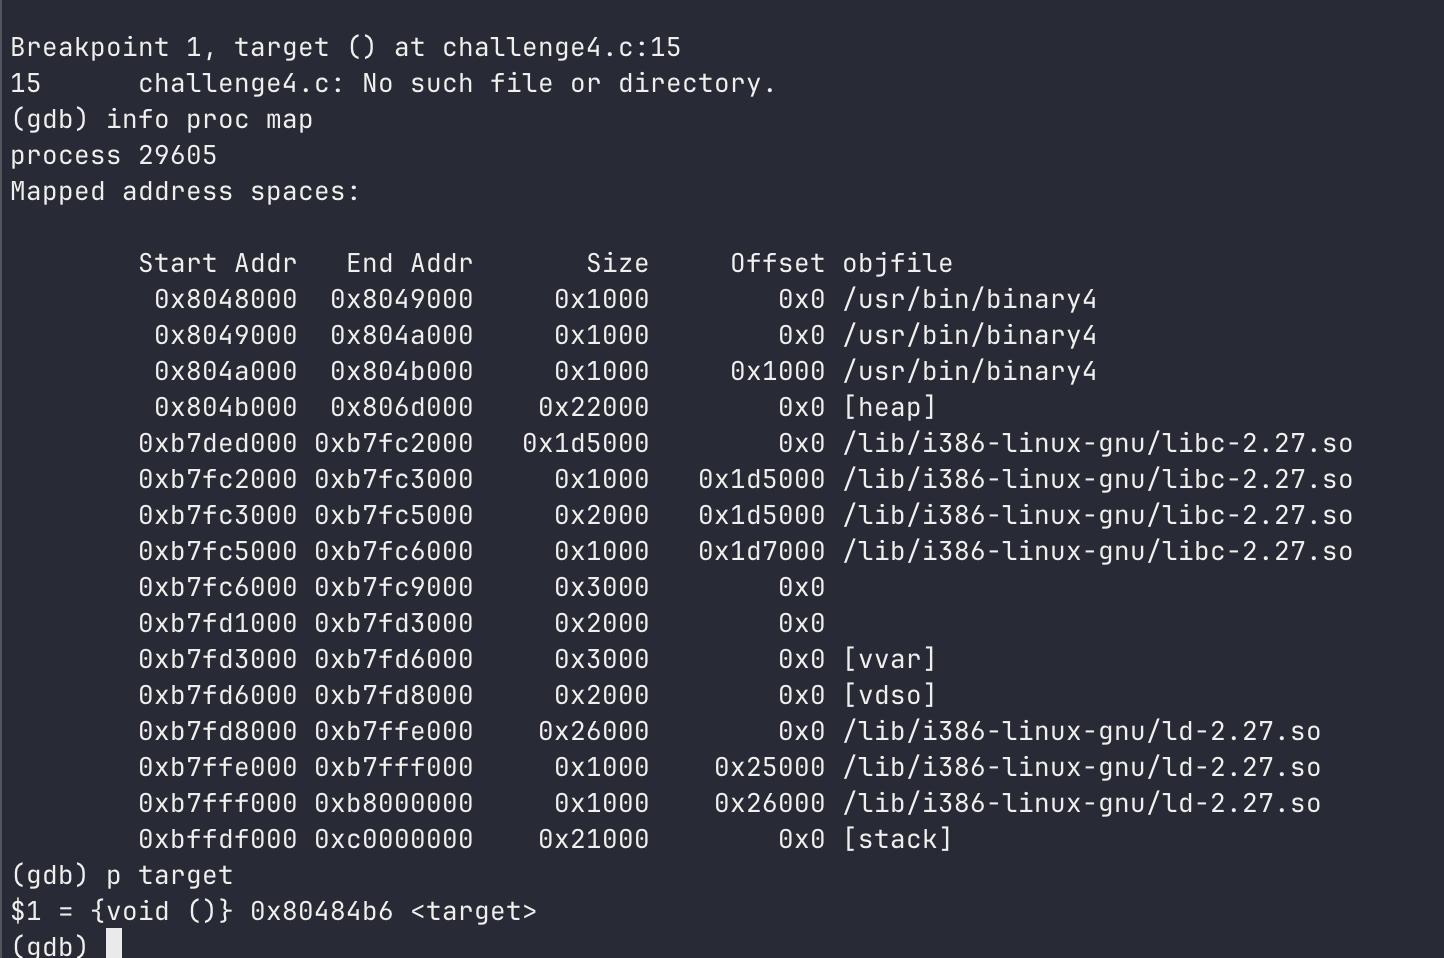 Breakpoint 1, target () at challenge4.c:15
15      challenge4.c: No such file or directory.
(gdb) info proc map
process 29605
Mapped address spaces:

        Start Addr   End Addr       Size     Offset objfile
         0x8048000  0x8049000     0x1000        0x0 /usr/bin/binary4
         0x8049000  0x804a000     0x1000        0x0 /usr/bin/binary4
         0x804a000  0x804b000     0x1000     0x1000 /usr/bin/binary4
         0x804b000  0x806d000    0x22000        0x0 [heap]
        0xb7ded000 0xb7fc2000   0x1d5000        0x0 /lib/i386-linux-gnu/libc-2.27.so
        0xb7fc2000 0xb7fc3000     0x1000   0x1d5000 /lib/i386-linux-gnu/libc-2.27.so
        0xb7fc3000 0xb7fc5000     0x2000   0x1d5000 /lib/i386-linux-gnu/libc-2.27.so
        0xb7fc5000 0xb7fc6000     0x1000   0x1d7000 /lib/i386-linux-gnu/libc-2.27.so
        0xb7fc6000 0xb7fc9000     0x3000        0x0
        0xb7fd1000 0xb7fd3000     0x2000        0x0
        0xb7fd3000 0xb7fd6000     0x3000        0x0 [vvar]
        0xb7fd6000 0xb7fd8000     0x2000        0x0 [vdso]
        0xb7fd8000 0xb7ffe000    0x26000        0x0 /lib/i386-linux-gnu/ld-2.27.so
        0xb7ffe000 0xb7fff000     0x1000    0x25000 /lib/i386-linux-gnu/ld-2.27.so
        0xb7fff000 0xb8000000     0x1000    0x26000 /lib/i386-linux-gnu/ld-2.27.so
        0xbffdf000 0xc0000000    0x21000        0x0 [stack]
(gdb) p target
$1 = {void ()} 0x80484b6 <target>
(gdb)